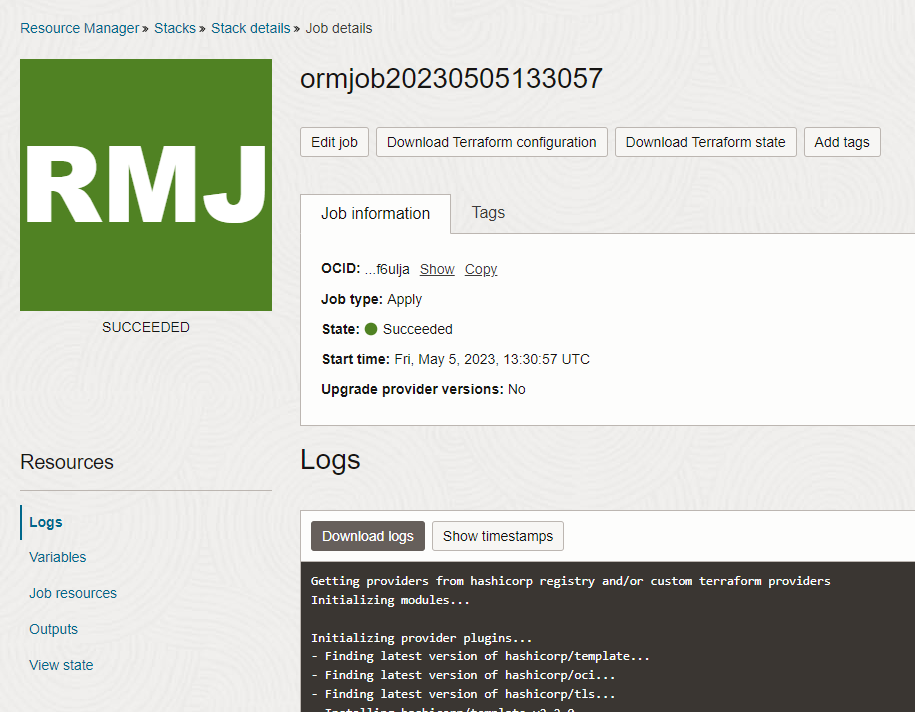 Resource Manager » Stacks » Stack details » Job details
RMJ
SUCCEEDED
ormjob20230505133057
Edit job Download Terraform configuration Download Terraform state Add tags
Job information Tags
OCID: ...f6ulja Show Copy
Job type: Apply
State: Succeeded
Start time: Fri, May 5, 2023, 13:30:57 UTC
Upgrade provider versions: No
Resources
Logs
Variables
Job resources
Outputs
View state
Logs
Download logs Show timestamps
Getting providers from hashicorp registry and/or custom terraform providers
Initializing modules...
Initializing provider plugins...
- Finding latest version of hashicorp/template...
- Finding latest version of hashicorp/oci...
- Finding latest version of hashicorp/tls...
- Installing hashicorp/template